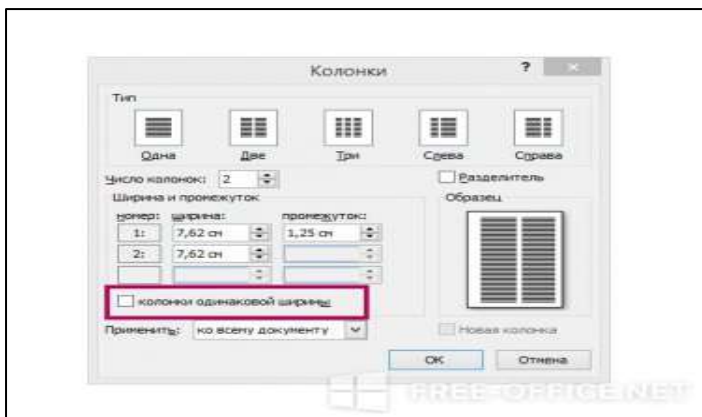 Колонки ?
Тип
Одна Две Три Слева Справа
Число колонок: 2 Разделитель
Ширина и промежуток Образец
номер: ширина: промежуток:
1: 7,62 см 1,25 см
2: 7,62 см
колонки одинаковой ширины
Применить: ко всему документу Новая колонка
ОК Отмена
FREE-OFFICE.NET